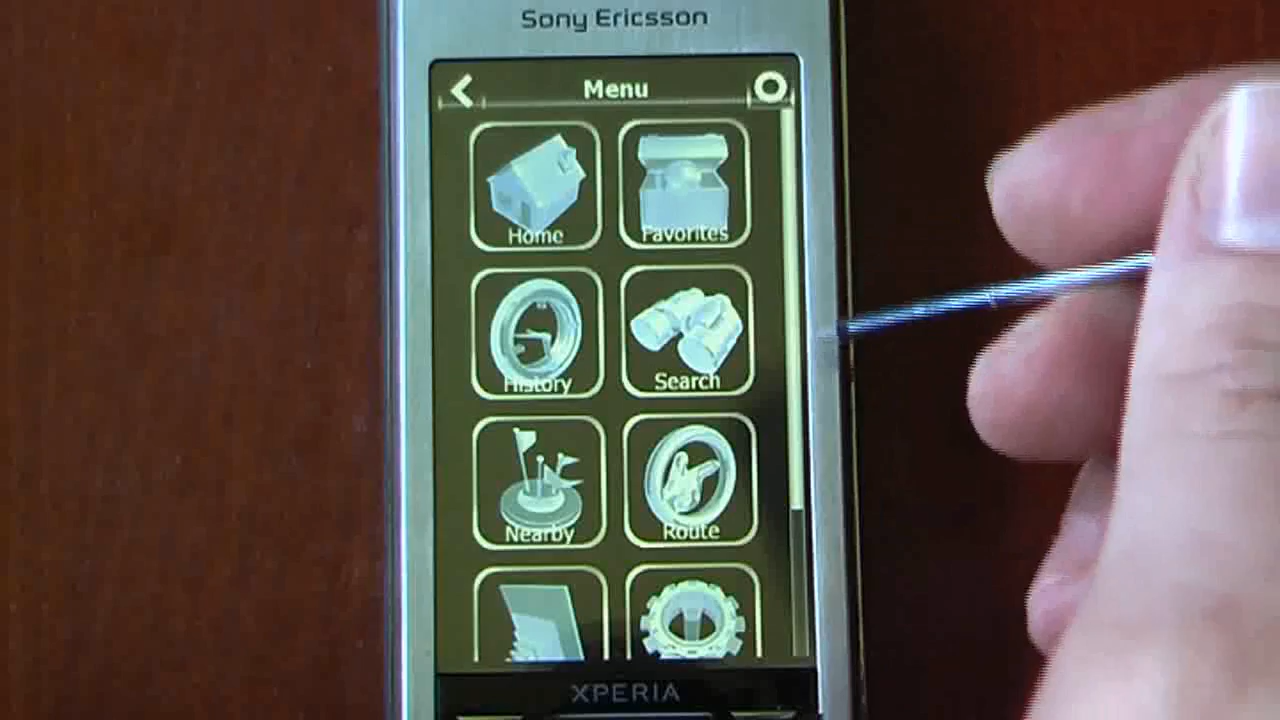 Sony Ericsson
Menu
Home
Favorites
History
Search
Nearby
Route
XPERIA